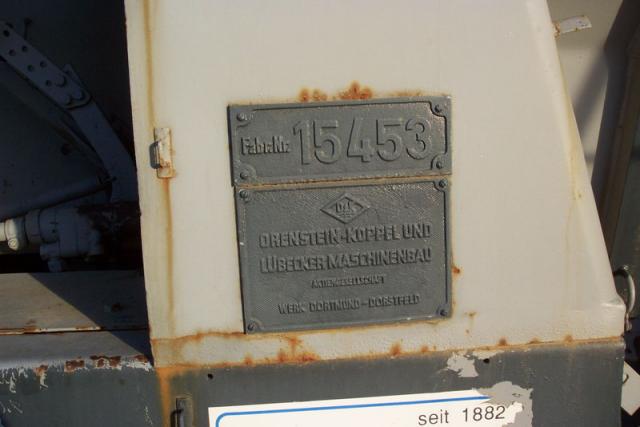 Fabr.Nr. 15453
O&K
ORENSTEIN-KOPPEL UND
LÜBECKER MASCHINENBAU
AKTIENGESELLSCHAFT
WERK DORTMUND-DORSTFELD
seit 1882